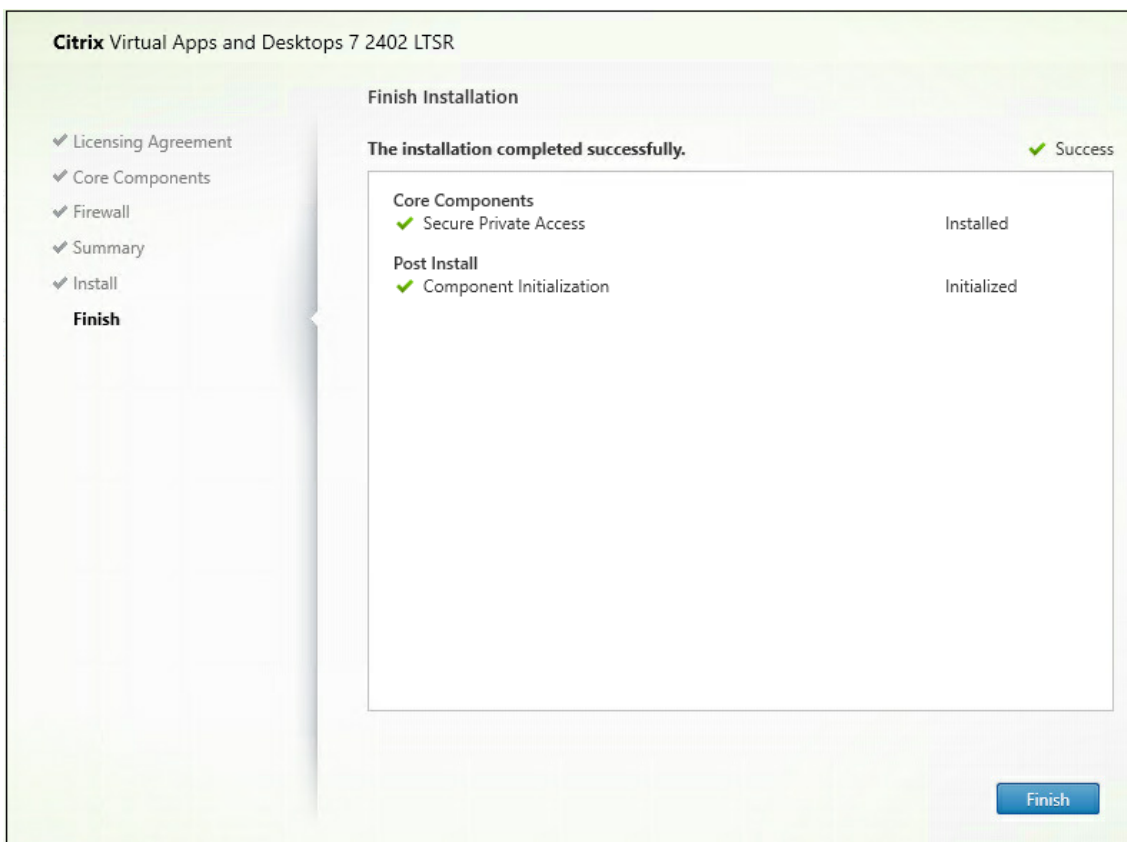 Citrix Virtual Apps and Desktops 7 2402 LTSR
Finish Installation
Licensing Agreement
Core Components
Firewall
Summary
Install
Finish
The installation completed successfully.
Success
Core Components
Secure Private Access Installed
Post Install
Component Initialization Initialized
Finish